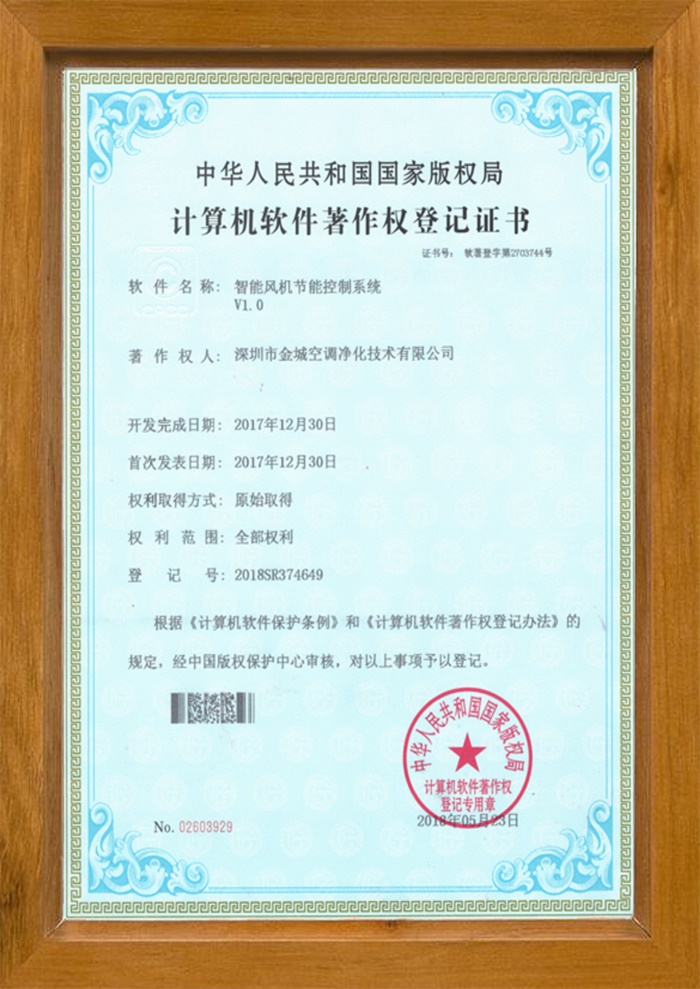 中华人民共和国国家版权局
计算机软件著作权登记证书
证书号： 软著登字第2703744号
软件名称： 智能风机节能控制系统
V1.0
著作权人： 深圳市金城空调净化技术有限公司
开发完成日期： 2017年12月30日
首次发表日期： 2017年12月30日
权利取得方式： 原始取得
权利范围： 全部权利
登记号： 2018SR374649
根据《计算机软件保护条例》和《计算机软件著作权登记办法》的
规定，经中国版权保护中心审核，对以上事项予以登记。
中华人民共和国国家版权局
计算机软件著作权
登记专用章
No. 02603929
2018年05月23日